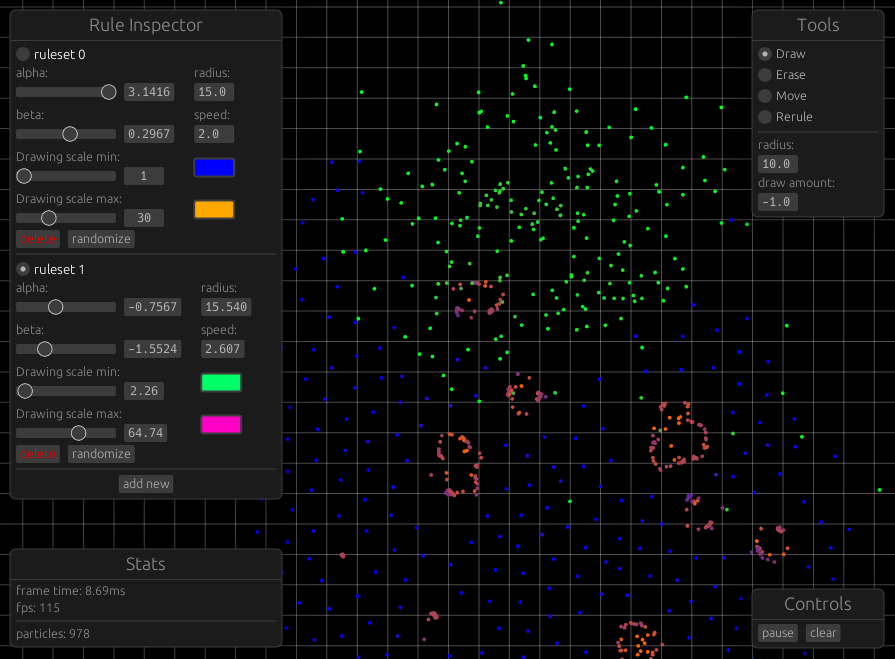 Rule Inspector
ruleset 0
alpha: radius:
3.1416 15.0
beta: speed:
0.2967 2.0
Drawing scale min:
1
Drawing scale max:
30
delete randomize
ruleset 1
alpha: radius:
-0.7567 15.540
beta: speed:
-1.5524 2.607
Drawing scale min:
2.26
Drawing scale max:
64.74
delete randomize
add new
Stats
frame time: 8.69ms
fps: 115
particles: 978
Tools
Draw
Erase
Move
Rerule
radius:
10.0
draw amount:
-1.0
Controls
pause clear